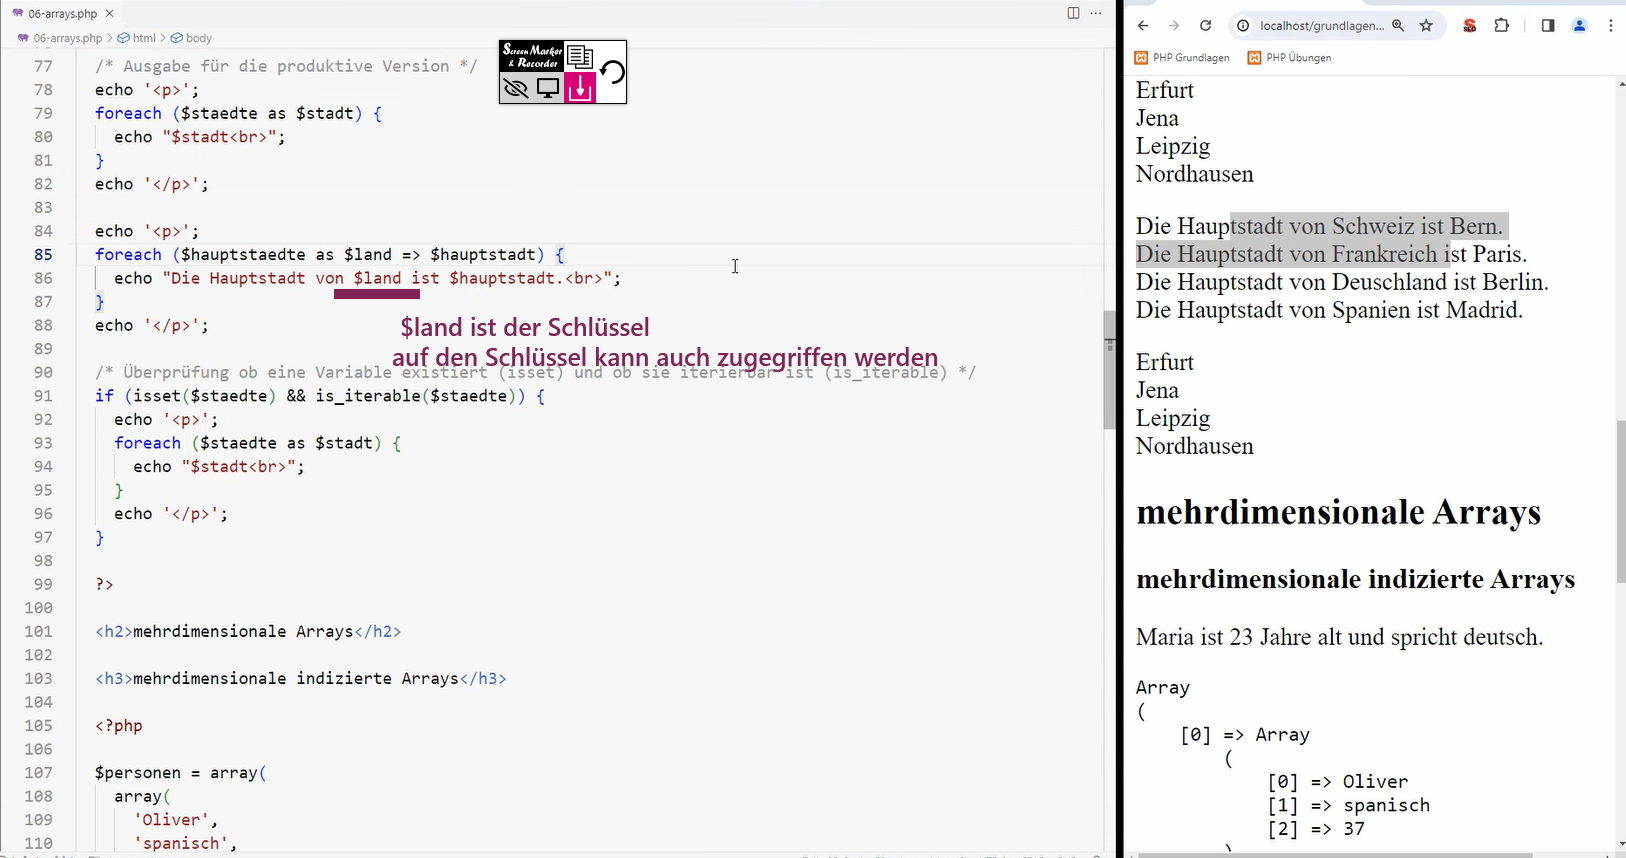 06-arrays.php
06-arrays.php > html > body
77 /* Ausgabe für die produktive Version */
78 echo '<p>';
79 foreach ($staedte as $stadt) {
80 echo "$stadt<br>";
81 }
82 echo '</p>';
83
84 echo '<p>';
85 foreach ($hauptstaedte as $land => $hauptstadt) {
86 echo "Die Hauptstadt von $land ist $hauptstadt.<br>";
87 }
88 echo '</p>';
$land ist der Schlüssel
89
auf den Schlüssel kann auch zugegriffen werden
90 /* Überprüfung ob eine Variable existiert (isset) und ob sie iterierbar ist (is_iterable) */
91 if (isset($staedte) && is_iterable($staedte)) {
92 echo '<p>';
93 foreach ($staedte as $stadt) {
94 echo "$stadt<br>";
95 }
96 echo '</p>';
97 }
98
99 ?>
100
101 <h2>mehrdimensionale Arrays</h2>
102
103 <h3>mehrdimensionale indizierte Arrays</h3>
104
105 <?php
106
107 $personen = array(
108 array(
109 'Oliver',
110 'spanisch',
Screen Marker
& Recorder
localhost/grundlagen...
PHP Grundlagen PHP Übungen
Erfurt
Jena
Leipzig
Nordhausen
Die Hauptstadt von Schweiz ist Bern.
Die Hauptstadt von Frankreich ist Paris.
Die Hauptstadt von Deuschland ist Berlin.
Die Hauptstadt von Spanien ist Madrid.
Erfurt
Jena
Leipzig
Nordhausen
mehrdimensionale Arrays
mehrdimensionale indizierte Arrays
Maria ist 23 Jahre alt und spricht deutsch.
Array
(
[0] => Array
(
[0] => Oliver
[1] => spanisch
[2] => 37